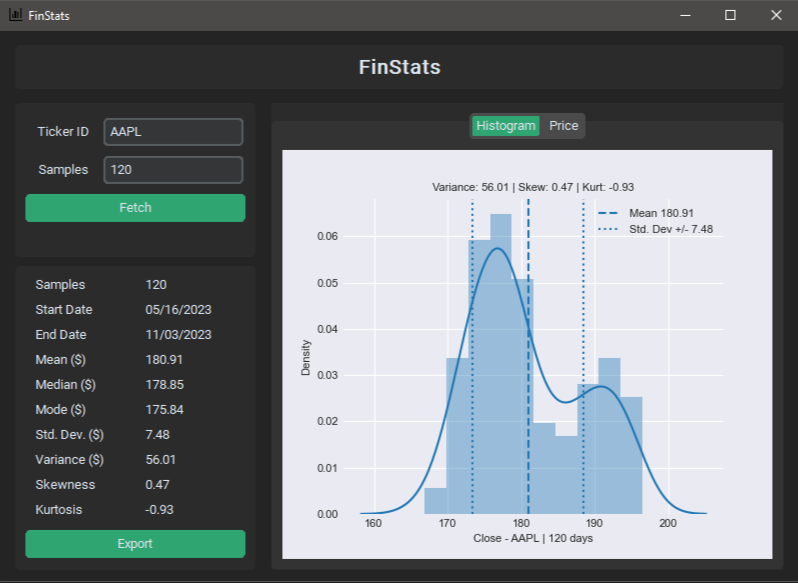 FinStats
FinStats
Ticker ID AAPL
Samples 120
Fetch
Samples 120
Start Date 05/16/2023
End Date 11/03/2023
Mean ($) 180.91
Median ($) 178.85
Mode ($) 175.84
Std. Dev. ($) 7.48
Variance ($) 56.01
Skewness 0.47
Kurtosis -0.93
Export
Histogram Price
Variance: 56.01 | Skew: 0.47 | Kurt: -0.93
Mean 180.91
Std. Dev +/- 7.48
Density
0.06
0.05
0.04
0.03
0.02
0.01
0.00
160 170 180 190 200
Close - AAPL | 120 days